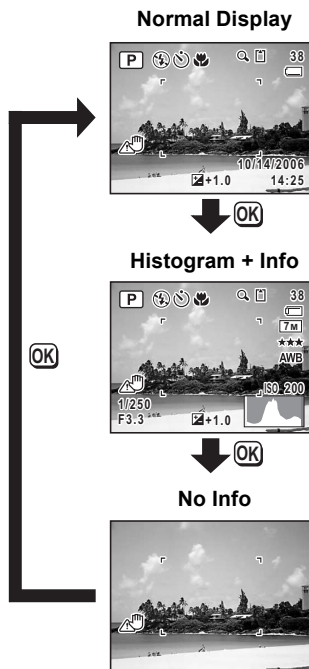 Normal Display
P 38
10/14/2006
+1.0 14:25
OK
Histogram + Info
P 38
7M
★★★
AWB
ISO 200
1/250
F3.3 +1.0
OK
OK
No Info